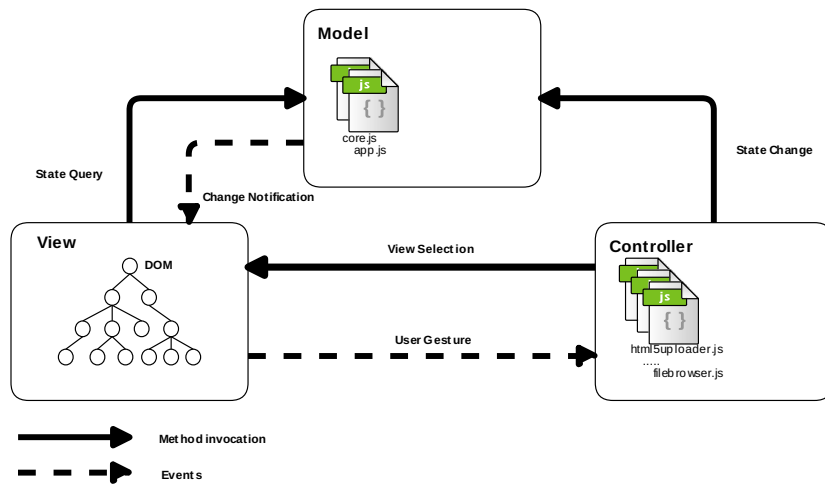 Model
js
{ }
core.js
app.js
State Query
State Change
Change Notification
View
DOM
View Selection
Controller
js
{ }
html5uploader.js
.....
filebrowser.js
User Gesture
Method invocation
Events